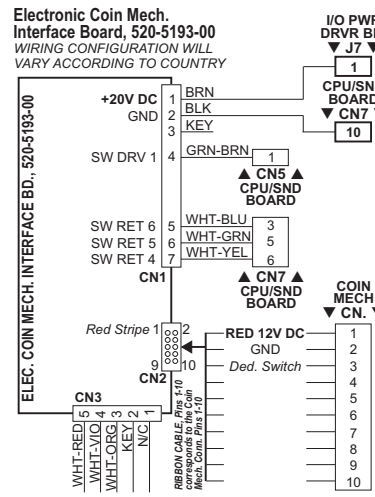 Electronic Coin Mech.
Interface Board, 520-5193-00
WIRING CONFIGURATION WILL
VARY ACCORDING TO COUNTRY
I/O PWR
DRVR B
▼ J7 ▼
1
CPU/SND
BOARD
▼ CN7 ▼
10
ELEC. COIN MECH. INTERFACE BD., 520-5193-00
+20V DC 1 BRN
GND 2 BLK
3 KEY
SW DRV 1 4 GRN-BRN 1
▲ CN5 ▲
CPU/SND
BOARD
SW RET 6 5 WHT-BLU 3
SW RET 5 6 WHT-GRN 5
SW RET 4 7 WHT-YEL 6
CN1
▲ CN7 ▲
CPU/SND
BOARD
Red Stripe 1 2
9 10
CN2
CN3
5 4 3 2 1
WHT-RED
WHT-VIO
WHT-ORG
KEY
N/C
RIBBON CABLE, Pins 1-10
corresponds to the Coin
Mech. Conn. Pins 1-10
COIN
MECH
▼ CN. ▼
RED 12V DC 1
GND 2
Ded. Switch 3
4
5
6
7
8
9
10